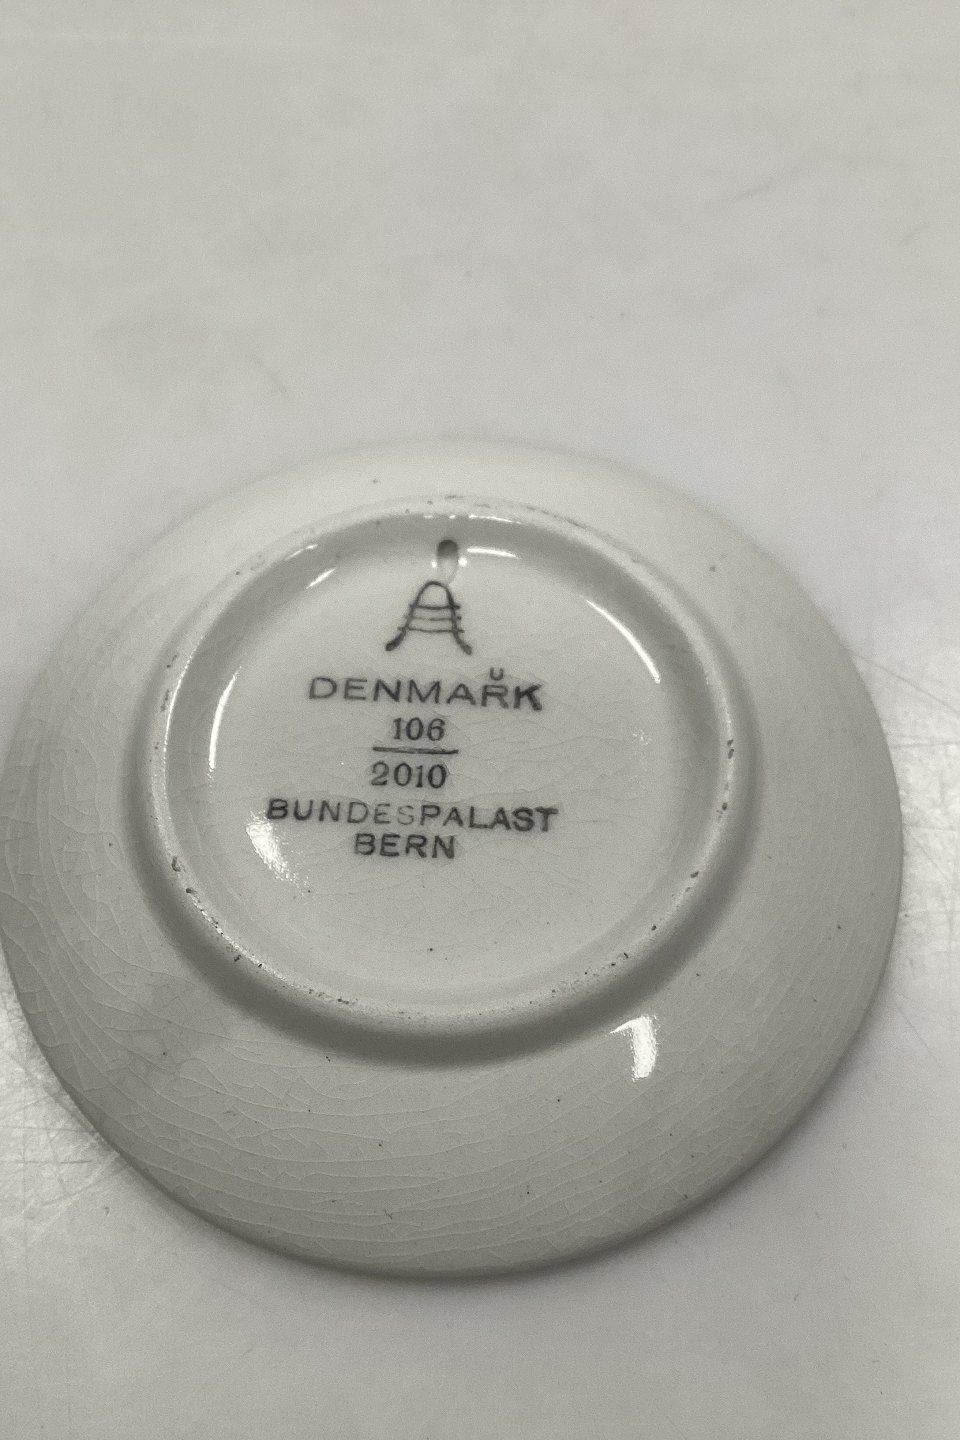 DENMARK
106
2010
BUNDESPALAST
BERN